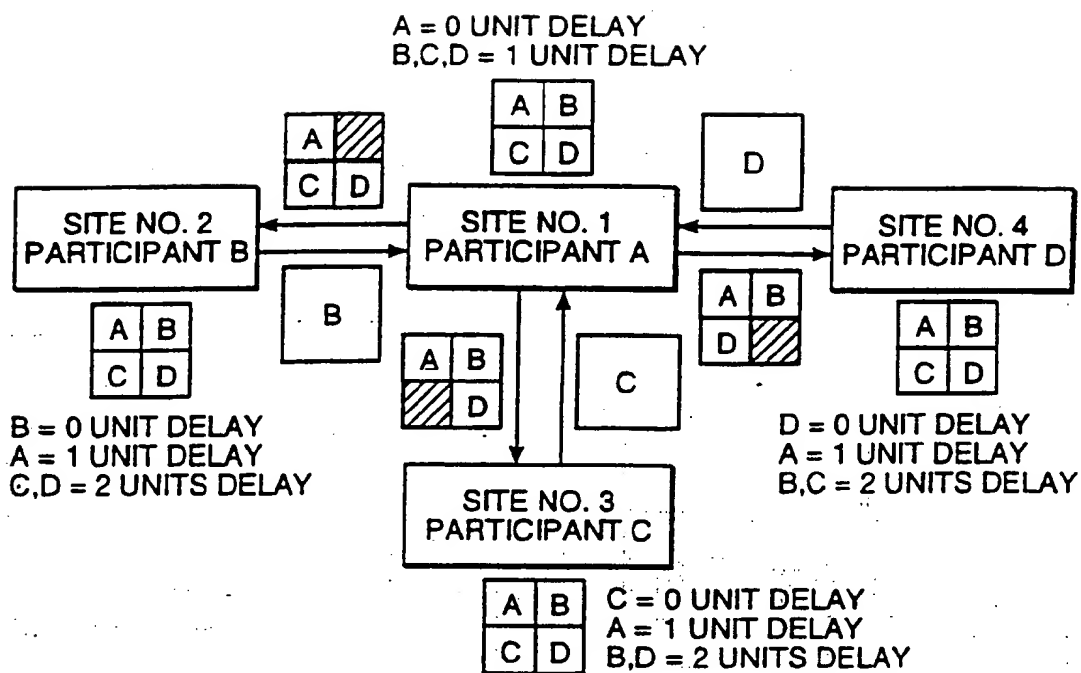 A = 0 UNIT DELAY
B,C,D = 1 UNIT DELAY
A B
C D
A
C D
D
SITE NO. 2
PARTICIPANT B
SITE NO. 1
PARTICIPANT A
SITE NO. 4
PARTICIPANT D
B
A B
D
A B
C D
A B
D
C
A B
C D
B = 0 UNIT DELAY
A = 1 UNIT DELAY
C,D = 2 UNITS DELAY
D = 0 UNIT DELAY
A = 1 UNIT DELAY
B,C = 2 UNITS DELAY
SITE NO. 3
PARTICIPANT C
A B
C D
C = 0 UNIT DELAY
A = 1 UNIT DELAY
B,D = 2 UNITS DELAY